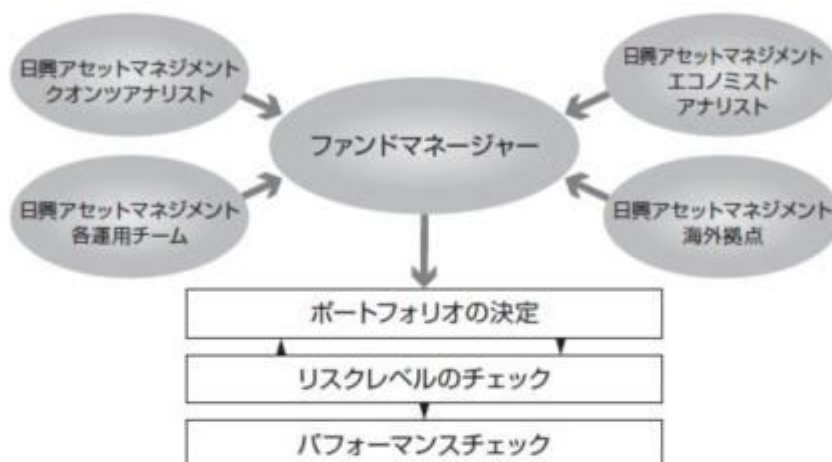 日興アセットマネジメント
クオンツアナリスト
日興アセットマネジメント
エコノミスト
アナリスト
ファンドマネージャー
日興アセットマネジメント
各運用チーム
日興アセットマネジメント
海外拠点
ポートフォリオの決定
リスクレベルのチェック
パフォーマンスチェック